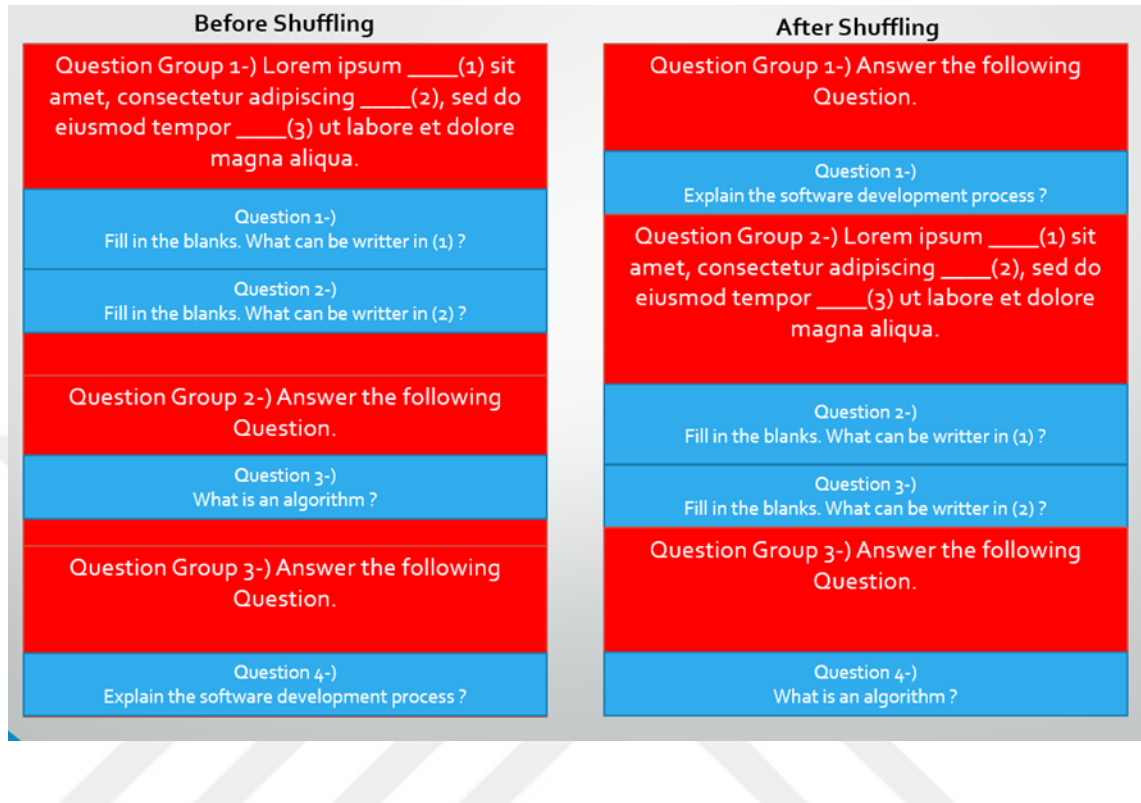 Before Shuffling
Question Group 1-) Lorem ipsum ____(1) sit
amet, consectetur adipiscing ____(2), sed do
eiusmod tempor ____(3) ut labore et dolore
magna aliqua.
Question 1-)
Fill in the blanks. What can be writter in (1) ?
Question 2-)
Fill in the blanks. What can be writter in (2) ?
Question Group 2-) Answer the following
Question.
Question 3-)
What is an algorithm ?
Question Group 3-) Answer the following
Question.
Question 4-)
Explain the software development process ?
After Shuffling
Question Group 1-) Answer the following
Question.
Question 1-)
Explain the software development process ?
Question Group 2-) Lorem ipsum ____(1) sit
amet, consectetur adipiscing ____(2), sed do
eiusmod tempor ____(3) ut labore et dolore
magna aliqua.
Question 2-)
Fill in the blanks. What can be writter in (1) ?
Question 3-)
Fill in the blanks. What can be writter in (2) ?
Question Group 3-) Answer the following
Question.
Question 4-)
What is an algorithm ?